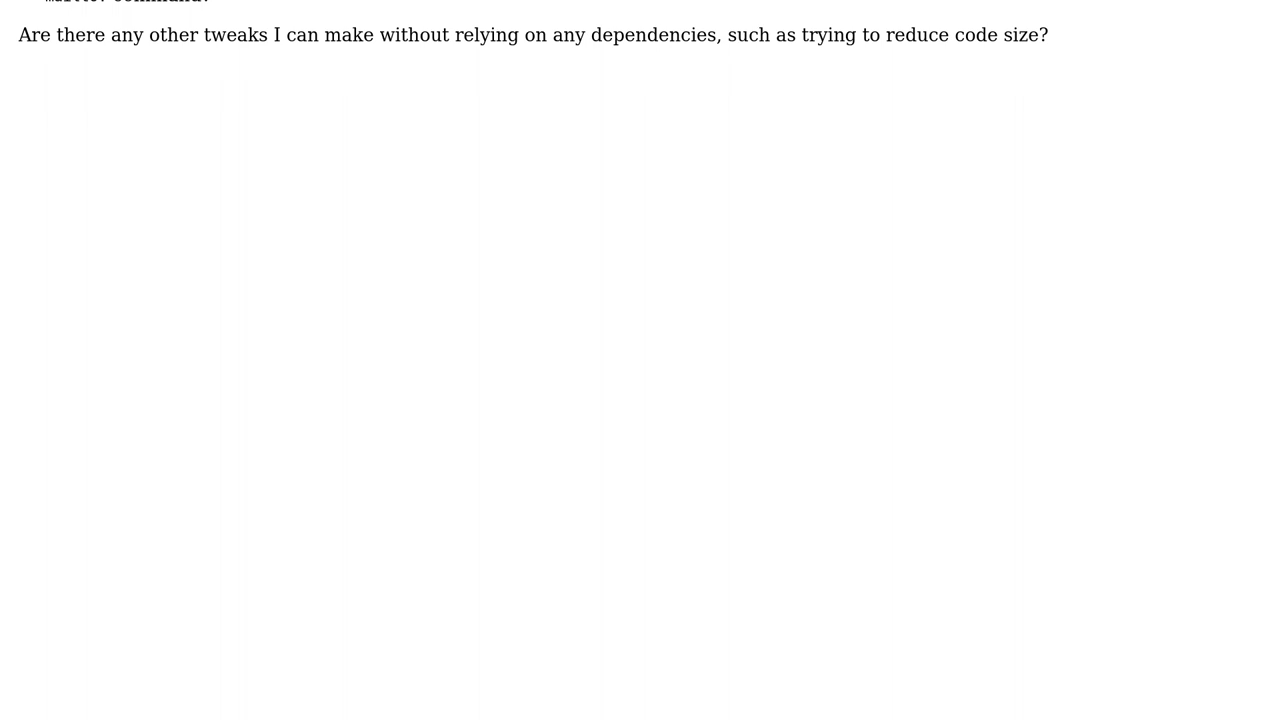 Are there any other tweaks I can make without relying on any dependencies, such as trying to reduce code size?